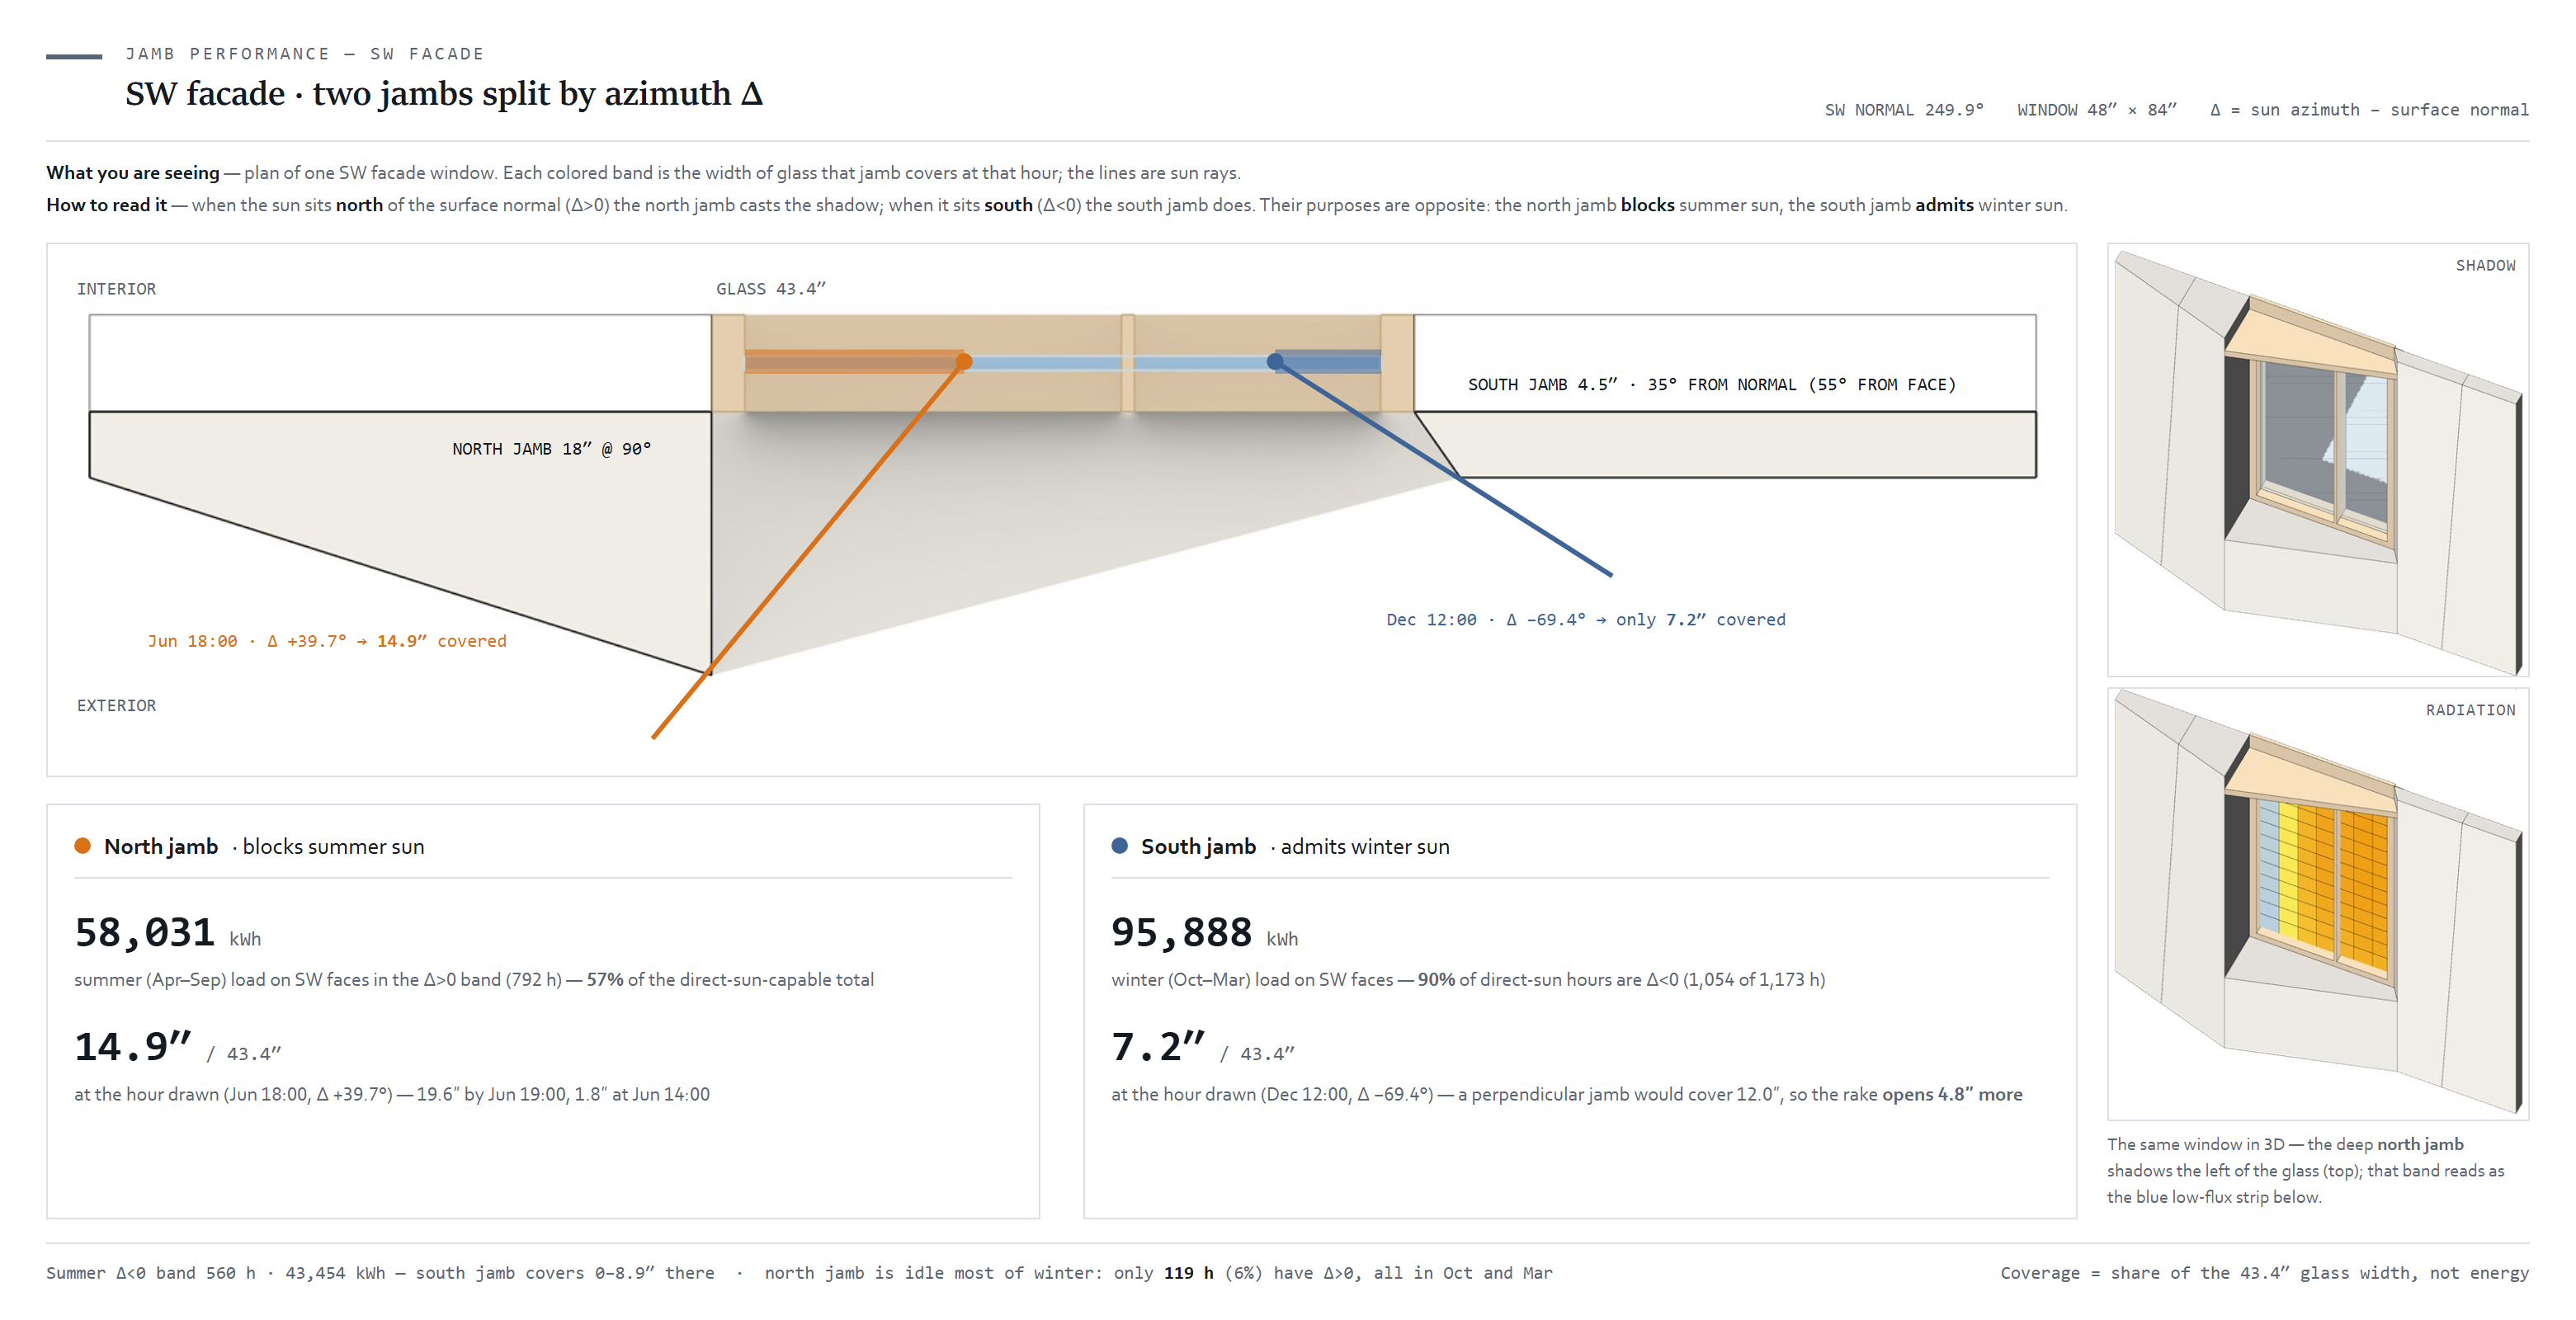 JAMB PERFORMANCE — SW FACADE
SW facade · two jambs split by azimuth Δ
SW NORMAL 249.9° WINDOW 48″ × 84″ Δ = sun azimuth − surface normal
What you are seeing — plan of one SW facade window. Each colored band is the width of glass that jamb covers at that hour; the lines are sun rays.
How to read it — when the sun sits north of the surface normal (Δ>0) the north jamb casts the shadow; when it sits south (Δ<0) the south jamb does. Their purposes are opposite: the north jamb blocks summer sun, the south jamb admits winter sun.
INTERIOR
GLASS 43.4″
SOUTH JAMB 4.5″ · 35° FROM NORMAL (55° FROM FACE)
NORTH JAMB 18″ @ 90°
Jun 18:00 · Δ +39.7° → 14.9″ covered
Dec 12:00 · Δ −69.4° → only 7.2″ covered
EXTERIOR
SHADOW
RADIATION
North jamb · blocks summer sun
58,031 kWh
summer (Apr–Sep) load on SW faces in the Δ>0 band (792 h) — 57% of the direct-sun-capable total
14.9″ / 43.4″
at the hour drawn (Jun 18:00, Δ +39.7°) — 19.6″ by Jun 19:00, 1.8″ at Jun 14:00
South jamb · admits winter sun
95,888 kWh
winter (Oct–Mar) load on SW faces — 90% of direct-sun hours are Δ<0 (1,054 of 1,173 h)
7.2″ / 43.4″
at the hour drawn (Dec 12:00, Δ −69.4°) — a perpendicular jamb would cover 12.0″, so the rake opens 4.8″ more
The same window in 3D — the deep north jamb
shadows the left of the glass (top); that band reads as
the blue low-flux strip below.
Summer Δ<0 band 560 h · 43,454 kWh — south jamb covers 0–8.9″ there · north jamb is idle most of winter: only 119 h (6%) have Δ>0, all in Oct and Mar
Coverage = share of the 43.4″ glass width, not energy